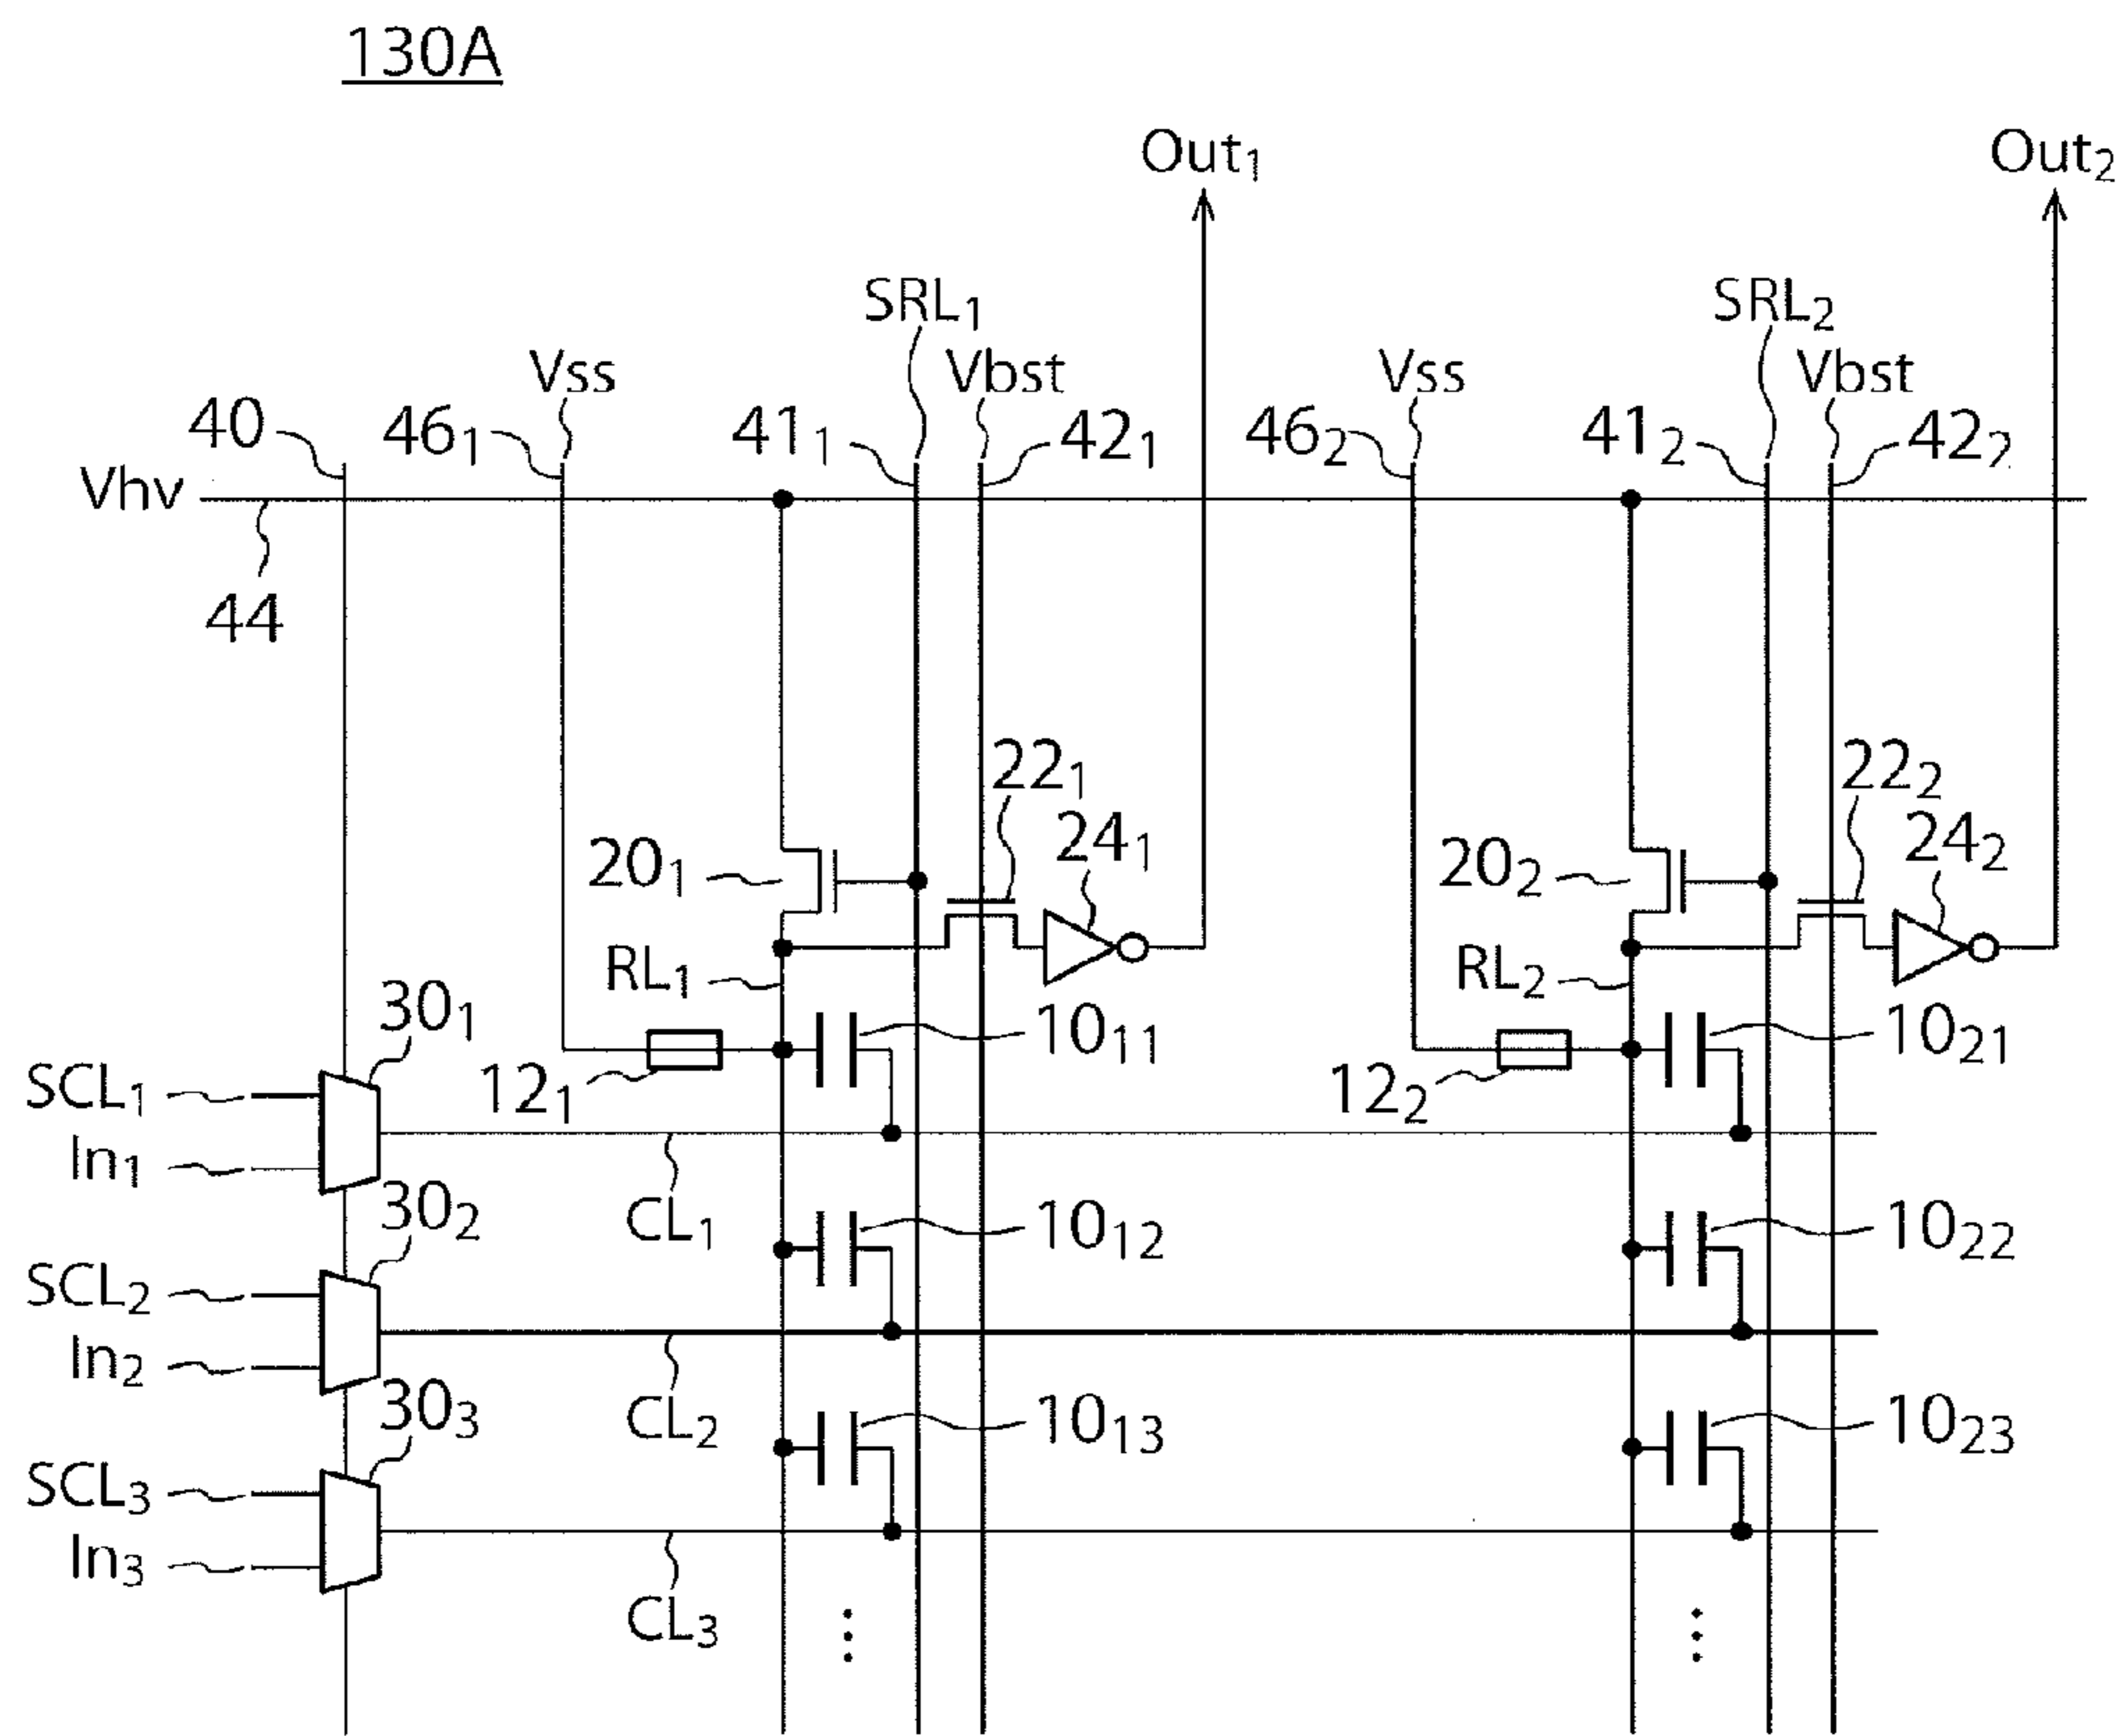 130A
Out₁ Out₂
SRL₁ SRL₂
Vss Vbst Vss Vbst
40 46₁ 41₁ 42₁ 46₂ 41₂ 42₂
Vhv
44
22₁ 22₂
20₁ 24₁ 20₂ 24₂
RL₁ RL₂
30₁ 10₁₁ 10₂₁
SCL₁ 12₁ 12₂
In₁
30₂ CL₁ 10₁₂ 10₂₂
SCL₂
In₂
30₃ CL₂ 10₁₃ 10₂₃
SCL₃
In₃
CL₃